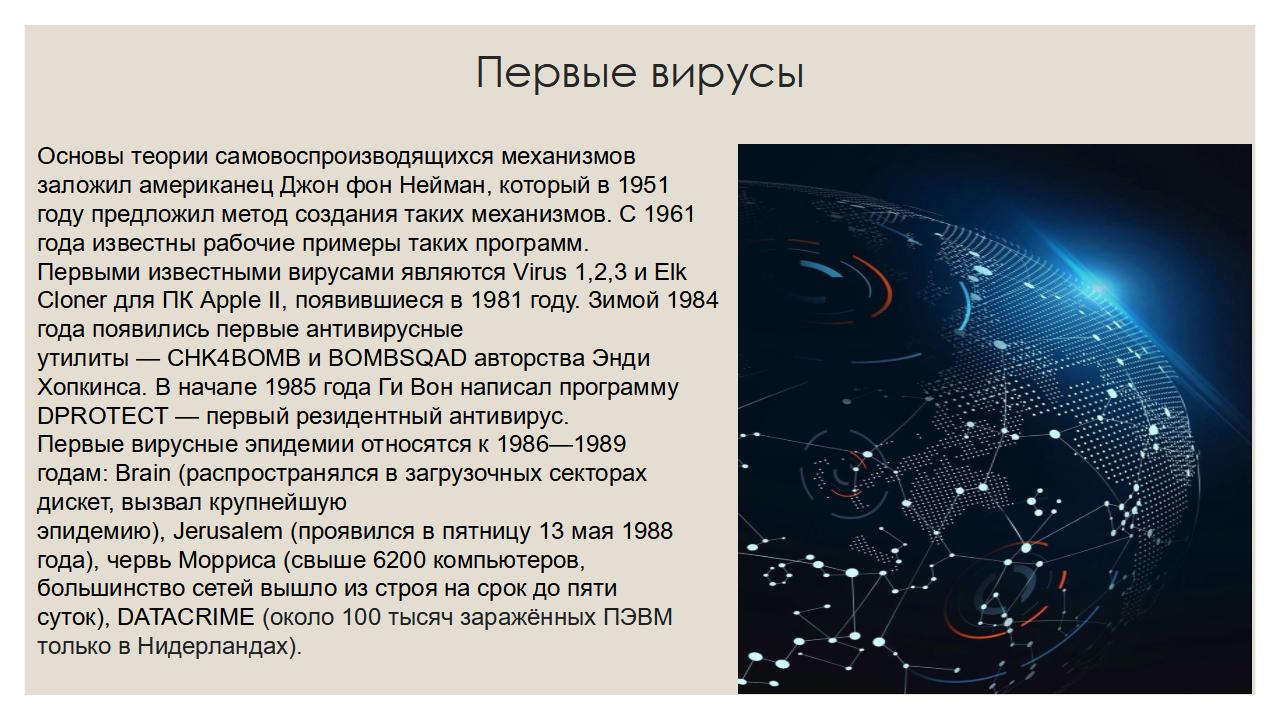 Первые вирусы
Основы теории самовоспроизводящихся механизмов
заложил американец Джон фон Нейман, который в 1951
году предложил метод создания таких механизмов. С 1961
года известны рабочие примеры таких программ.
Первыми известными вирусами являются Virus 1,2,3 и Elk
Cloner для ПК Apple II, появившиеся в 1981 году. Зимой 1984
года появились первые антивирусные
утилиты — CHK4BOMB и BOMBSQAD авторства Энди
Хопкинса. В начале 1985 года Ги Вон написал программу
DPROTECT — первый резидентный антивирус.
Первые вирусные эпидемии относятся к 1986—1989
годам: Brain (распространялся в загрузочных секторах
дискет, вызвал крупнейшую
эпидемию), Jerusalem (проявился в пятницу 13 мая 1988
года), червь Морриса (свыше 6200 компьютеров,
большинство сетей вышло из строя на срок до пяти
суток), DATACRIME (около 100 тысяч заражённых ПЭВМ
только в Нидерландах).